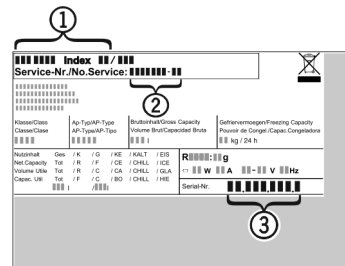 1
Index /
Service-Nr./No.Service: -
2
Klasse/Class
Classe/Clase
Ap-Typ/AP-Type
AP-Type/AP-Tipo
Bruttoinhalt/Gross Capacity
Volume Brut/Capacidad Bruta
l
Gefriervermoegen/Freezing Capacity
Pouvoir de Congel./Capac.Congeladora
kg / 24 h
Nutzinhalt Ges / K / G / KE / KALT / EIS
Net.Capacity Tot / R / F / CE / CHILL / ICE
Volume Utile Tot / R / C / CA / CHILL / GLA
Capac. Util Tot / F / C / BO / CHILL / HIE
l / l
R : g
W A - V Hz
Serial-Nr. . . .
3